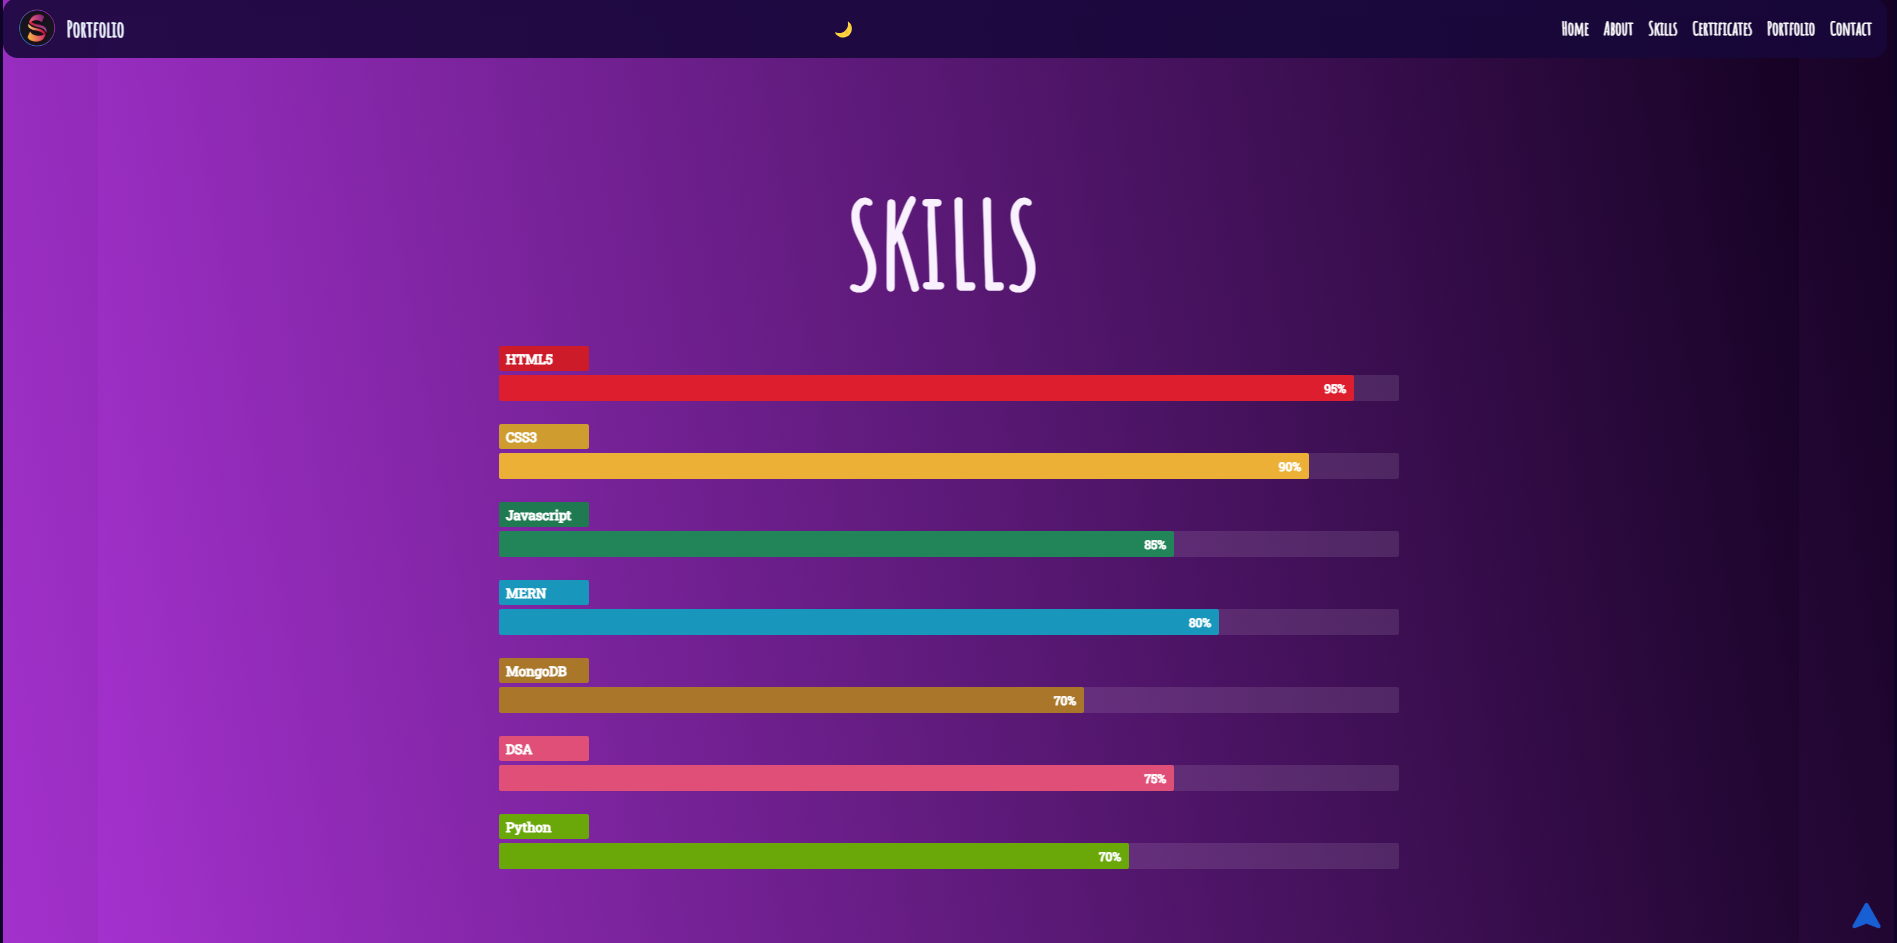 Portfolio
Home About Skills Certificates Portfolio Contact
SKILLS
HTML5
95%
CSS3
90%
Javascript
85%
MERN
80%
MongoDB
70%
DSA
75%
Python
70%